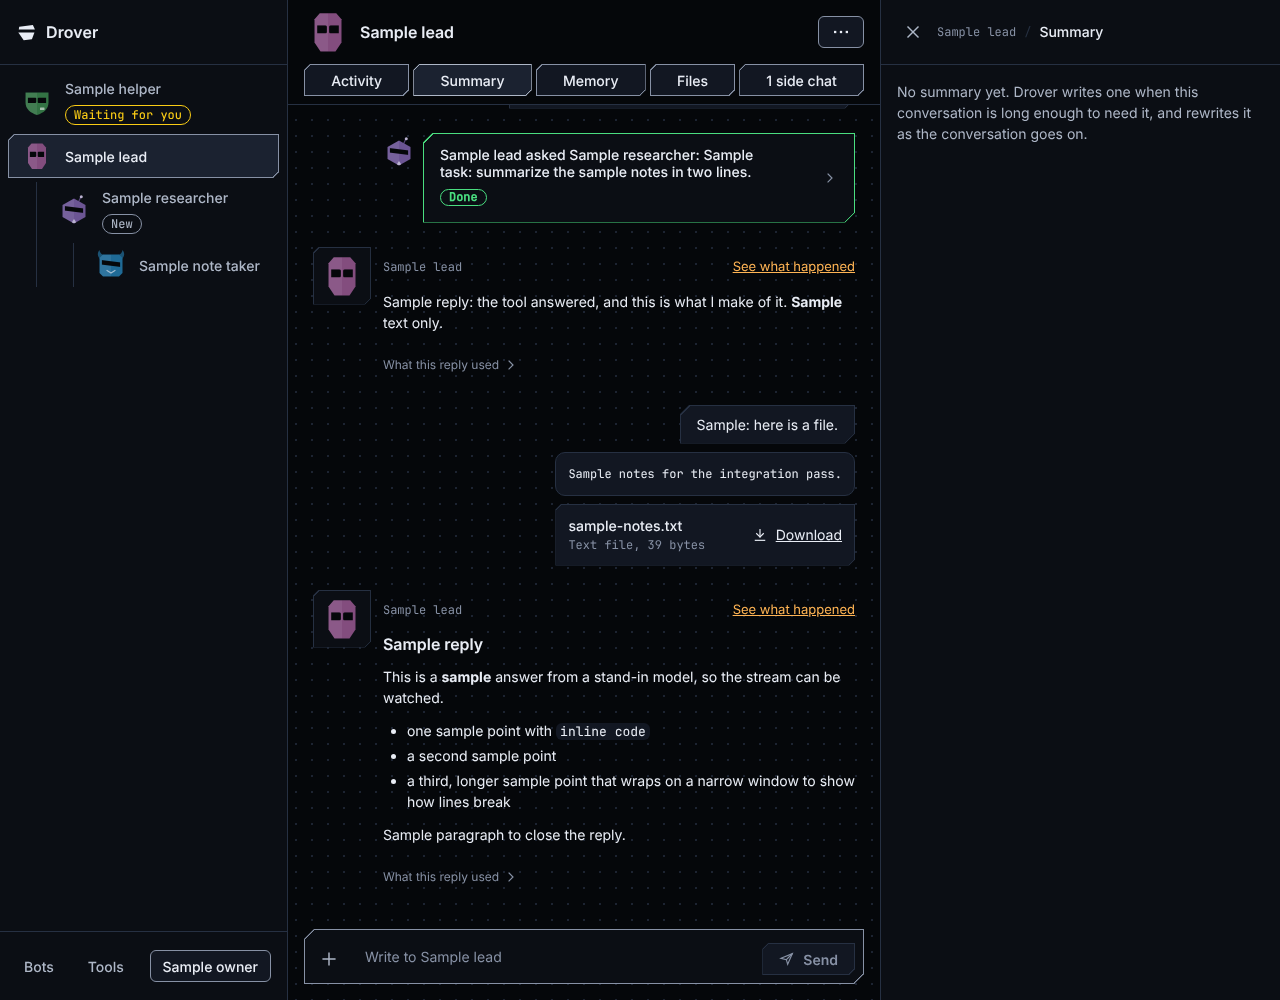 Drover
Sample helper
Waiting for you
Sample lead
Sample researcher
New
Sample note taker
Bots
Tools
Sample owner
Sample lead
Activity
Summary
Memory
Files
1 side chat
Sample lead asked Sample researcher: Sample
task: summarize the sample notes in two lines.
Done
Sample lead
See what happened
Sample reply: the tool answered, and this is what I make of it. Sample
text only.
What this reply used
Sample: here is a file.
Sample notes for the integration pass.
sample-notes.txt
Text file, 39 bytes
Download
Sample lead
See what happened
Sample reply
This is a sample answer from a stand-in model, so the stream can be
watched.
one sample point with inline code
a second sample point
a third, longer sample point that wraps on a narrow window to show
how lines break
Sample paragraph to close the reply.
What this reply used
Write to Sample lead
Send
Sample lead / Summary
No summary yet. Drover writes one when this
conversation is long enough to need it, and rewrites it
as the conversation goes on.